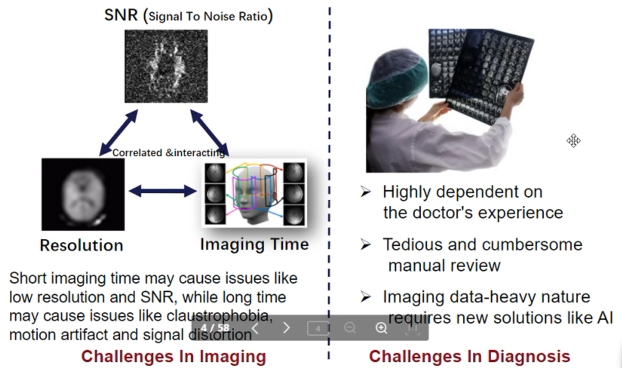 SNR (Signal To Noise Ratio)
Correlated &interacting
Resolution
Imaging Time
Short imaging time may cause issues like
low resolution and SNR, while long time
may cause issues like claustrophobia,
motion artifact and signal distortion
Challenges In Imaging
➢ Highly dependent on
the doctor's experience
➢ Tedious and cumbersome
manual review
➢ Imaging data-heavy nature
requires new solutions like AI
4 / 58
4
Challenges In Diagnosis